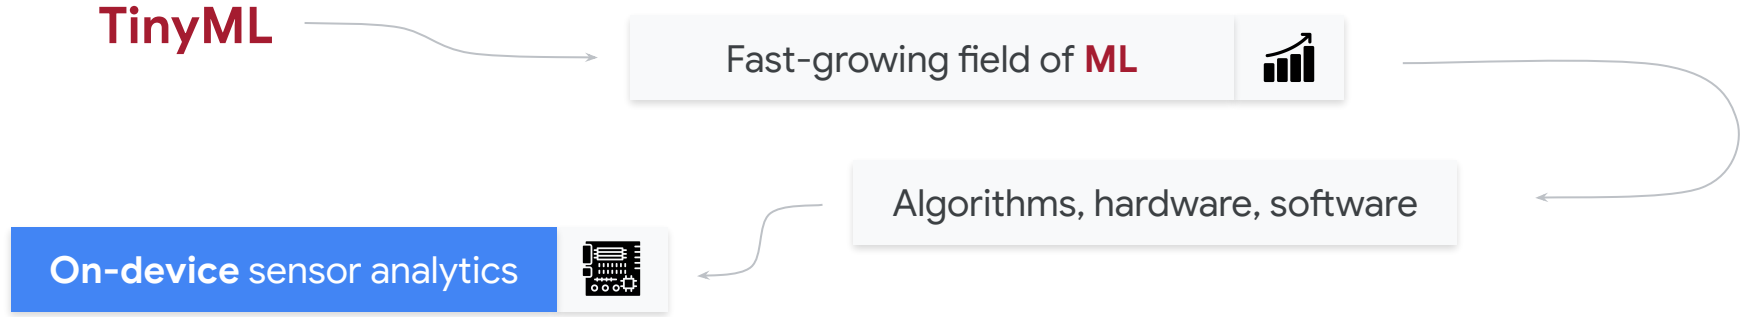 TinyML
Fast-growing field of ML
Algorithms, hardware, software
On-device sensor analytics